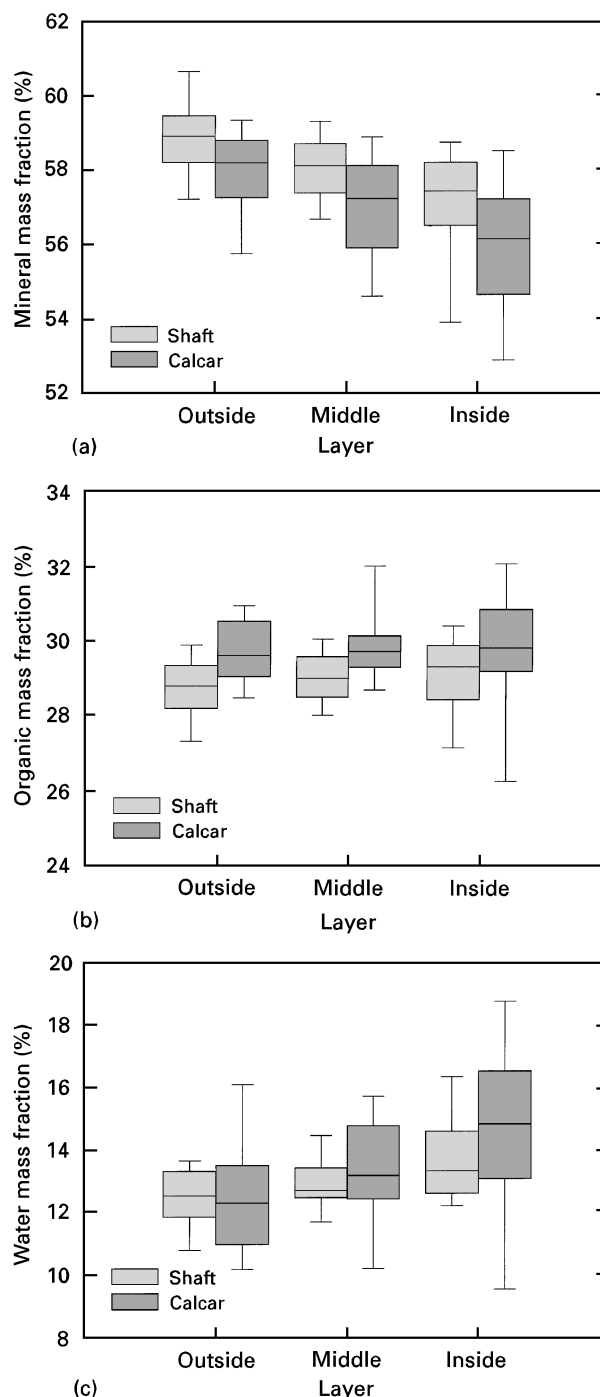 Mineral mass fraction (%)
62
60
58
56
54
52
Shaft
Calcar
Outside Middle Inside
(a) Layer
Organic mass fraction (%)
34
32
30
28
26
24
Shaft
Calcar
Outside Middle Inside
(b) Layer
Water mass fraction (%)
20
18
16
14
12
10
8
Shaft
Calcar
Outside Middle Inside
(c) Layer